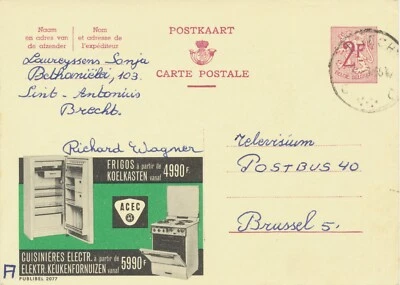 Naam
en adres van
de afzender
Nom
et adresse de
l'expéditeur
POSTKAART
CARTE POSTALE
2F
Laureyssens Sonja
Bethaniëlei, 103.
Sint-Antonius
Brecht.
Richard Wagner
FRIGOS à partir de
KOELKASTEN vanaf 4990F.
ACEC
CUISINIERES ELECTR. à partir de
ELEKTR. KEUKENFORNUIZEN vanaf 5990F.
PUBLIBEL 2077
Televisium
POSTBUS 40
Brussel 5.